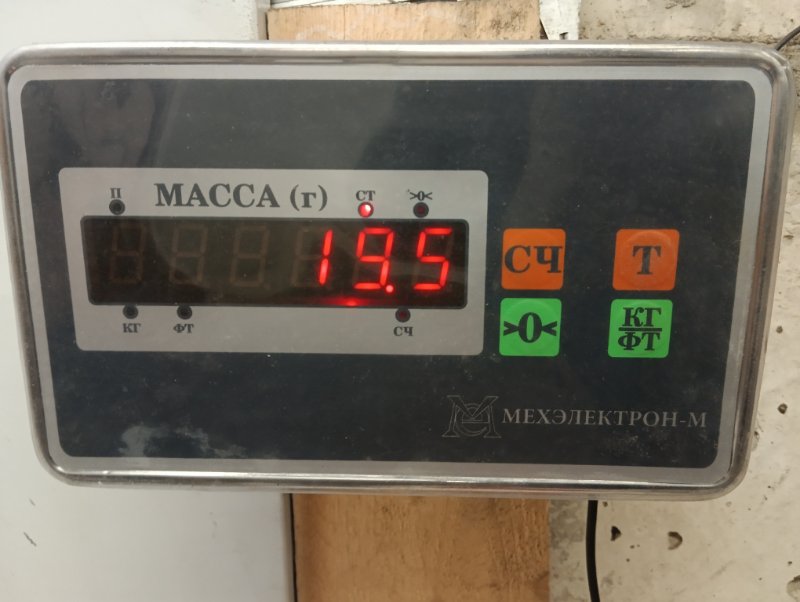 П МАССА (г) СТ >0<
19.5
КГ ФТ СЧ
СЧ Т
>0< КГ/ФТ
МЕХЭЛЕКТРОН-М